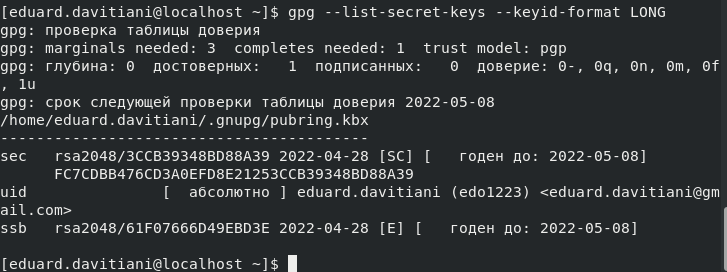 [eduard.davitiani@localhost ~]$ gpg --list-secret-keys --keyid-format LONG
gpg: проверка таблицы доверия
gpg: marginals needed: 3  completes needed: 1  trust model: pgp
gpg: глубина: 0  достоверных:   1  подписанных:   0  доверие: 0-, 0q, 0n, 0m, 0f
, 1u
gpg: срок следующей проверки таблицы доверия 2022-05-08
/home/eduard.davitiani/.gnupg/pubring.kbx
-----------------------------------------
sec   rsa2048/3CCB39348BD88A39 2022-04-28 [SC] [   годен до: 2022-05-08]
      FC7CDBB476CD3A0EFD8E21253CCB39348BD88A39
uid               [  абсолютно ] eduard.davitiani (edo1223) <eduard.davitiani@gm
ail.com>
ssb   rsa2048/61F07666D49EBD3E 2022-04-28 [E] [   годен до: 2022-05-08]
[eduard.davitiani@localhost ~]$